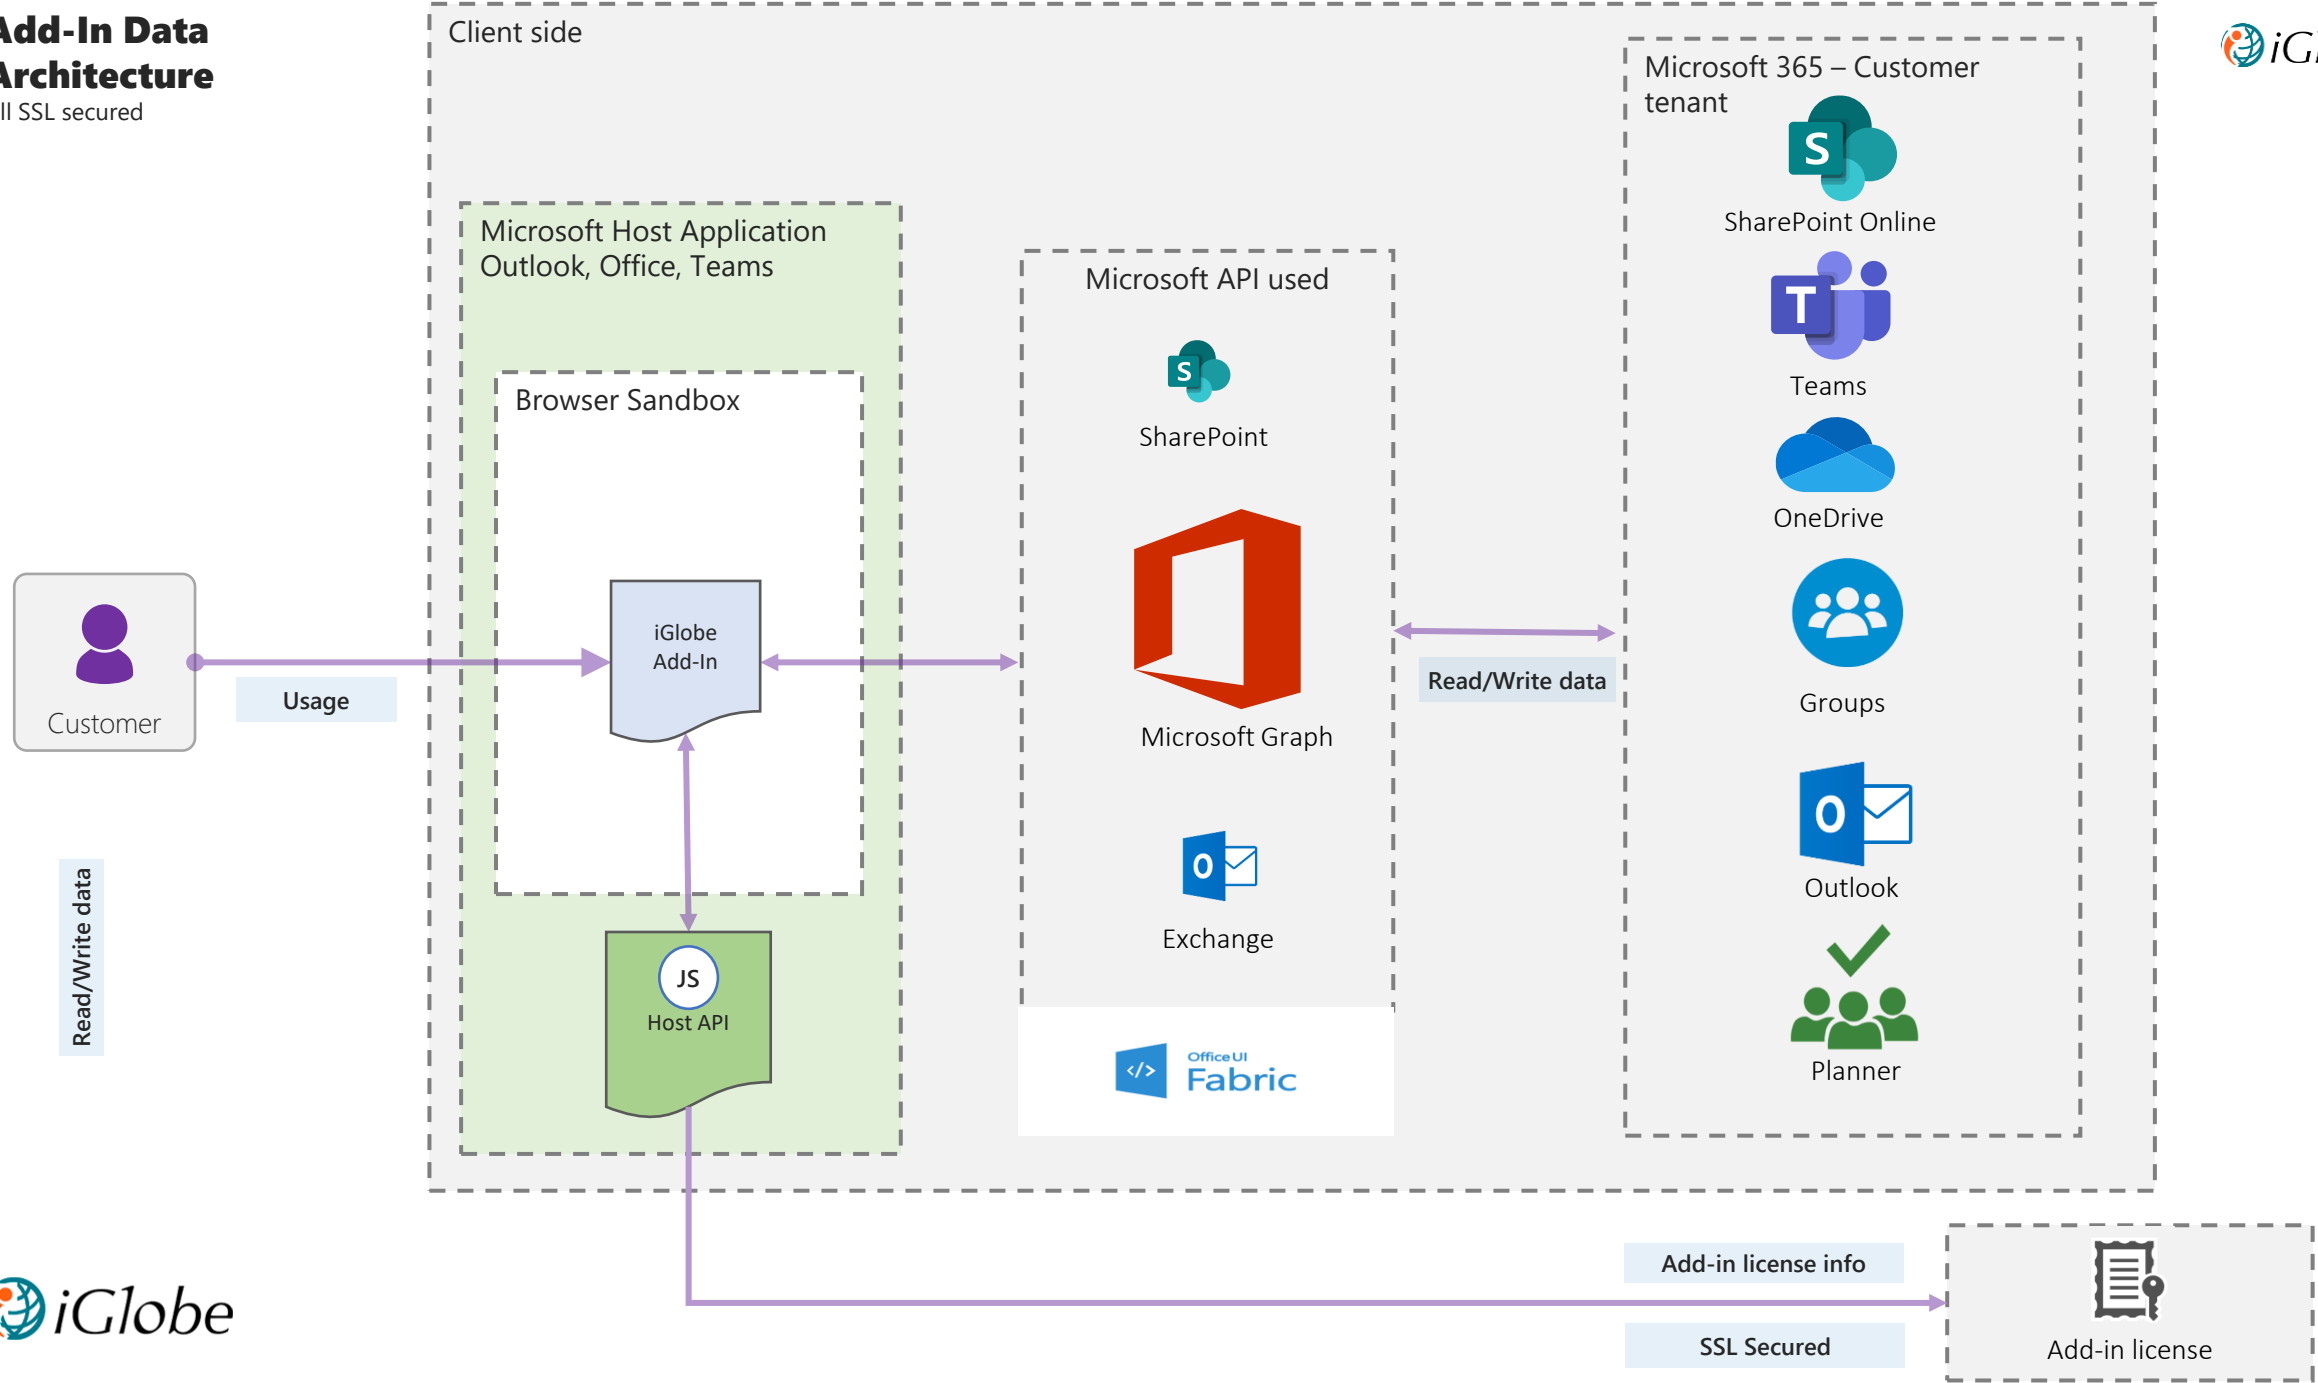 Add-In Data
Architecture
ll SSL secured
Client side
iGl
Microsoft 365 – Customer
tenant
S
SharePoint Online
T
Teams
OneDrive
Groups
O
Outlook
Planner
Microsoft Host Application
Outlook, Office, Teams
Browser Sandbox
iGlobe
Add-In
JS
Host API
Microsoft API used
S
SharePoint
Microsoft Graph
O
Exchange
</>
Office UI
Fabric
Read/Write data
Customer
Usage
Read/Write data
iGlobe
Add-in license info
SSL Secured
Add-in license